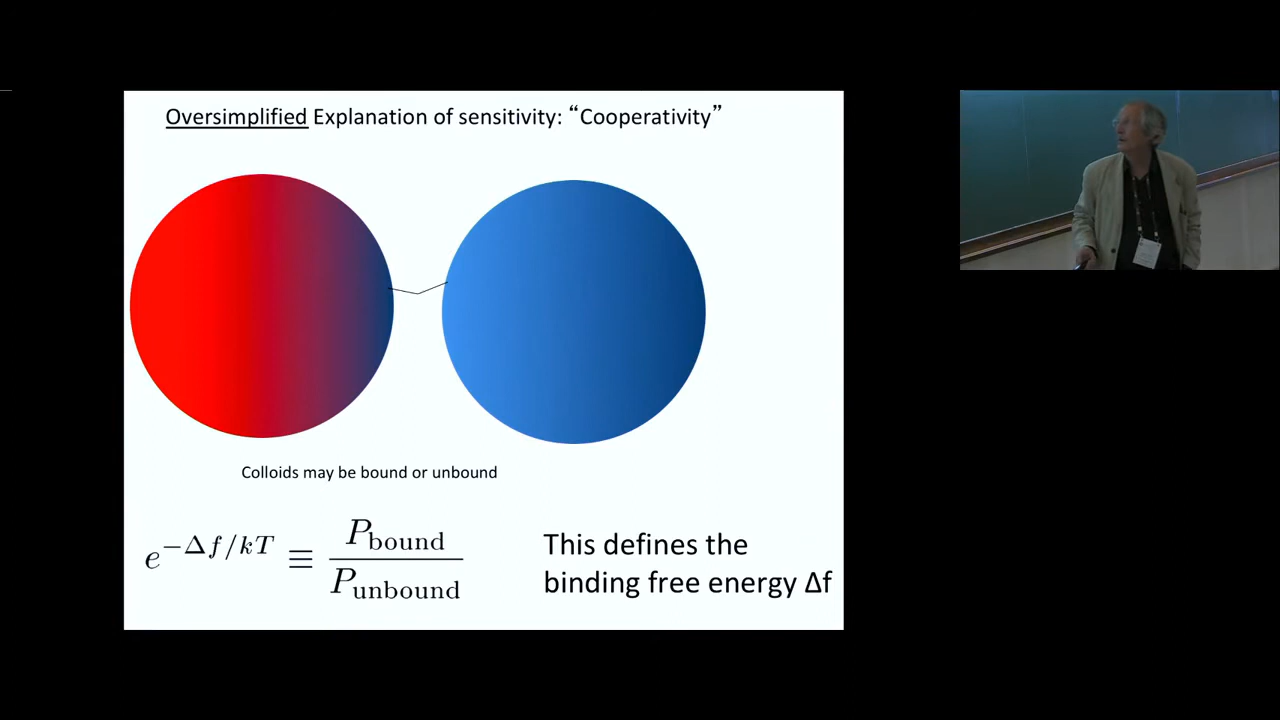 Oversimplified Explanation of sensitivity: “Cooperativity”
Colloids may be bound or unbound
e^{-Δf/kT} ≡ P_bound / P_unbound
This defines the
binding free energy Δf